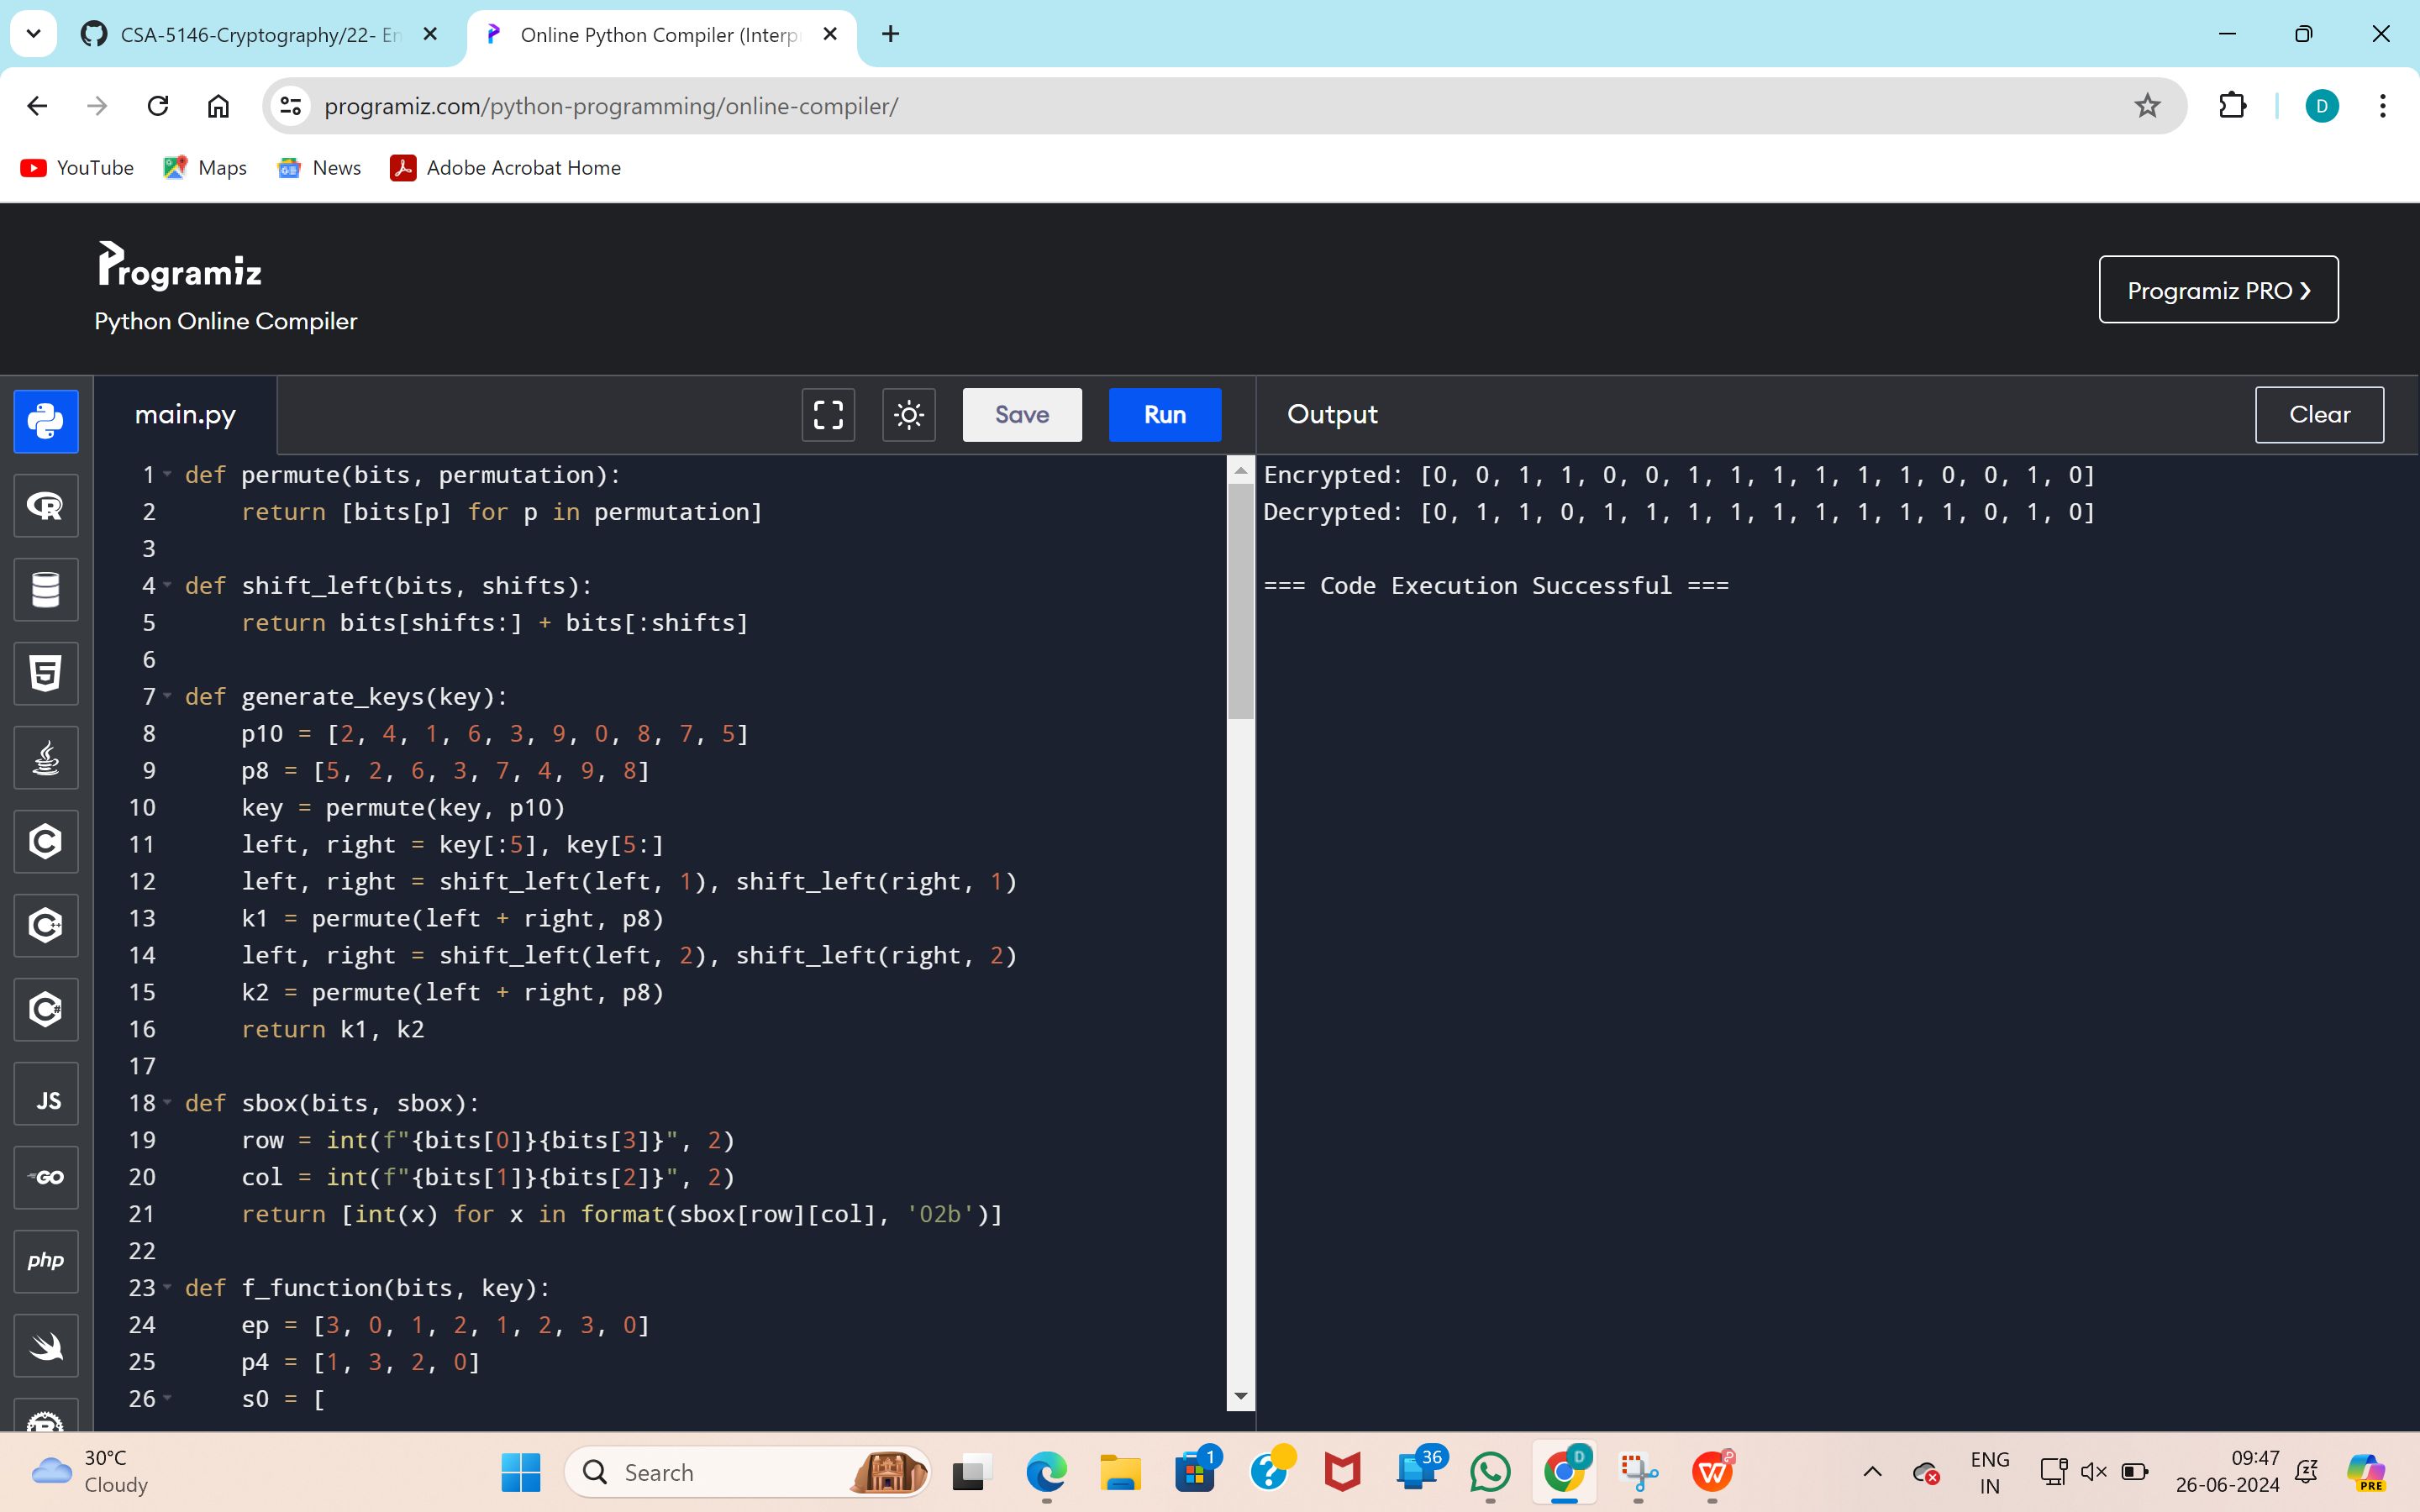 CSA-5146-Cryptography/22- En
Online Python Compiler (Interp
programiz.com/python-programming/online-compiler/
D
YouTube
Maps
News
Adobe Acrobat Home
Programiz
Python Online Compiler
Programiz PRO ❯
main.py
Save
Run
Output
Clear
1 def permute(bits, permutation):
2     return [bits[p] for p in permutation]
3
4 def shift_left(bits, shifts):
5     return bits[shifts:] + bits[:shifts]
6
7 def generate_keys(key):
8     p10 = [2, 4, 1, 6, 3, 9, 0, 8, 7, 5]
9     p8 = [5, 2, 6, 3, 7, 4, 9, 8]
10     key = permute(key, p10)
11     left, right = key[:5], key[5:]
12     left, right = shift_left(left, 1), shift_left(right, 1)
13     k1 = permute(left + right, p8)
14     left, right = shift_left(left, 2), shift_left(right, 2)
15     k2 = permute(left + right, p8)
16     return k1, k2
17
18 def sbox(bits, sbox):
19     row = int(f"{bits[0]}{bits[3]}", 2)
20     col = int(f"{bits[1]}{bits[2]}", 2)
21     return [int(x) for x in format(sbox[row][col], '02b')]
22
23 def f_function(bits, key):
24     ep = [3, 0, 1, 2, 1, 2, 3, 0]
25     p4 = [1, 3, 2, 0]
26     s0 = [
Encrypted: [0, 0, 1, 1, 0, 0, 1, 1, 1, 1, 1, 1, 0, 0, 1, 0]
Decrypted: [0, 1, 1, 0, 1, 1, 1, 1, 1, 1, 1, 1, 1, 0, 1, 0]
=== Code Execution Successful ===
R
5
C
C++
C#
JS
GO
php
30°C
Cloudy
Search
1
36
D
W
ENG
IN
09:47
26-06-2024
PRE